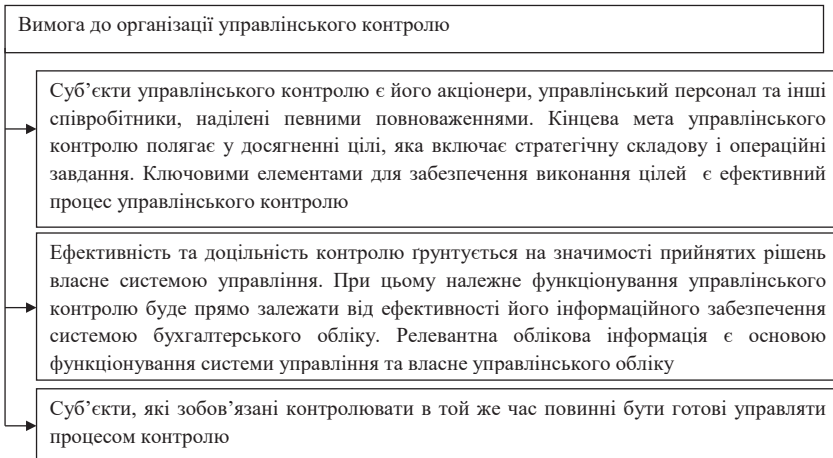 Вимога до організації управлінського контролю
Суб’єкти управлінського контролю є його акціонери, управлінський персонал та інші
співробітники, наділені певними повноваженнями. Кінцева мета управлінського
контролю полягає у досягненні цілі, яка включає стратегічну складову і операційні
завдання. Ключовими елементами для забезпечення виконання цілей є ефективний
процес управлінського контролю
Ефективність та доцільність контролю ґрунтується на значимості прийнятих рішень
власне системою управління. При цьому належне функціонування управлінського
контролю буде прямо залежати від ефективності його інформаційного забезпечення
системою бухгалтерського обліку. Релевантна облікова інформація є основою
функціонування системи управління та власне управлінського обліку
Суб’єкти, які зобов’язані контролювати в той же час повинні бути готові управляти
процесом контролю